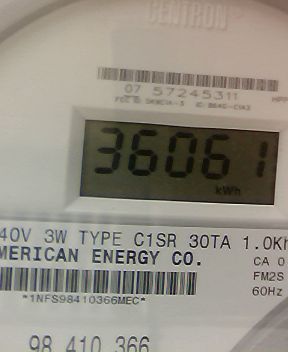 CENTRON
07 57245311
36061
kWh
40V 3W TYPE C1SR 30TA 1.0Kh
MERICAN ENERGY CO.
CA 0
FM2S
60Hz
*1NFS98410366MEC*
98 410 366